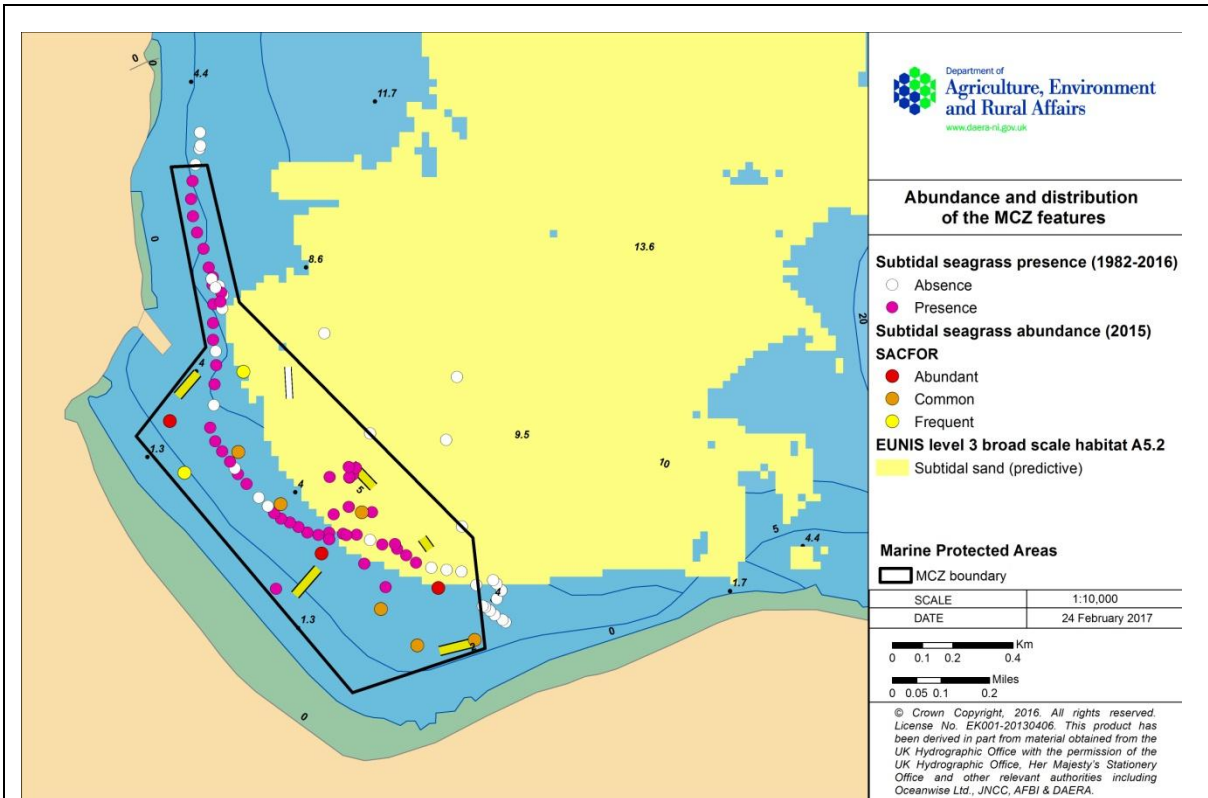 0
0
4.4
11.7
8.6
13.6
0
4
9.5
10
20
1.3
4
5
5
4.4
4
1.7
1.3
0
3
0
Department of
Agriculture, Environment
and Rural Affairs
www.daera-ni.gov.uk
Abundance and distribution
of the MCZ features
Subtidal seagrass presence (1982-2016)
Absence
Presence
Subtidal seagrass abundance (2015)
SACFOR
Abundant
Common
Frequent
EUNIS level 3 broad scale habitat A5.2
Subtidal sand (predictive)
Marine Protected Areas
MCZ boundary
SCALE 1:10,000
DATE 24 February 2017
Km
0 0.1 0.2 0.4
Miles
0 0.05 0.1 0.2
© Crown Copyright, 2016. All rights reserved.
License No. EK001-20130406. This product has
been derived in part from material obtained from the
UK Hydrographic Office with the permission of the
UK Hydrographic Office, Her Majesty's Stationery
Office and other relevant authorities including
Oceanwise Ltd., JNCC, AFBI & DAERA.